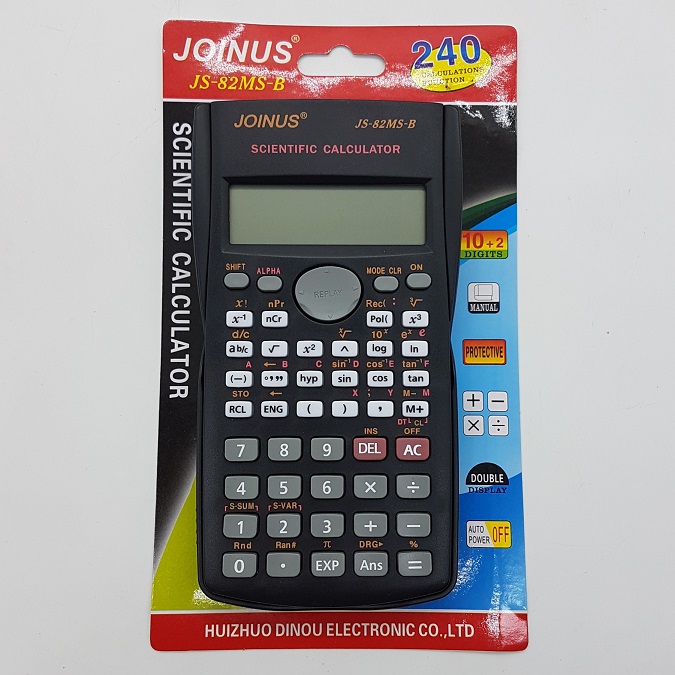 JOINUS®
JS-82MS-B
240
CALCULATIONS
SCIENTIFIC CALCULATOR
JOINUS® JS-82MS-B
SCIENTIFIC CALCULATOR
SHIFT ALPHA MODE CLR ON
REPLAY
x! nPr Rec( : ³√
x⁻¹ nCr Pol( x³
d/c ˣ√ 10ˣ eˣ e
ab/c √ x² ^ log ln
A ← B C sin⁻¹ D cos⁻¹ E tan⁻¹ F
(−) °,,, hyp sin cos tan
STO ← X ; Y M− M
RCL ENG ( ) , M+
INS DT CL OFF
7 8 9 DEL AC
4 5 6 × ÷
S-SUM S-VAR
1 2 3 + −
Rnd Ran# π DRG▸ %
0 • EXP Ans =
10+2
DIGITS
MANUAL
PROTECTIVE
+ −
× ÷
DOUBLE
DISPLAY
AUTO
POWER OFF
HUIZHUO DINOU ELECTRONIC CO.,LTD